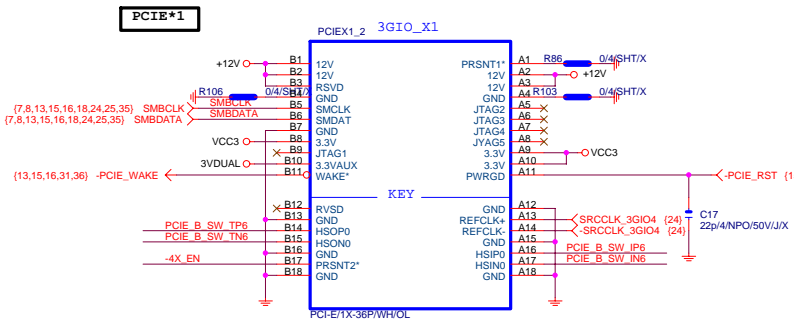 PCIE*1
PCIEX1_2 3GIO_X1
+12V B1 12V PRSNT1* A1 R86 0/4/SHT/X
B2 12V 12V A2 +12V
B3 RSVD 12V A3
R106 0/4/SHT/X B4 GND GND A4 R103 0/4/SHT/X
{7,8,13,15,16,18,24,25,35} SMBCLK SMBCLK B5 SMCLK JTAG2 A5
{7,8,13,15,16,18,24,25,35} SMBDATA SMBDATA B6 SMDAT JTAG3 A6
B7 GND JTAG4 A7
VCC3 B8 3.3V JYAG5 A8
B9 JTAG1 3.3V A9 VCC3
3VDUAL B10 3.3VAUX 3.3V A10
{13,15,16,31,36} -PCIE_WAKE B11 WAKE* PWRGD A11 -PCIE_RST {1
KEY
B12 RVSD GND A12
B13 GND REFCLK+ A13 SRCCLK_3GIO4 {24}
PCIE_B_SW_TP6 B14 HSOP0 REFCLK- A14 -SRCCLK_3GIO4 {24}
PCIE_B_SW_TN6 B15 HSON0 GND A15
B16 GND HSIP0 A16 PCIE_B_SW_IP6
-4X_EN B17 PRSNT2* HSIN0 A17 PCIE_B_SW_IN6
B18 GND GND A18
C17
22p/4/NPO/50V/J/X
PCI-E/1X-36P/WH/OL